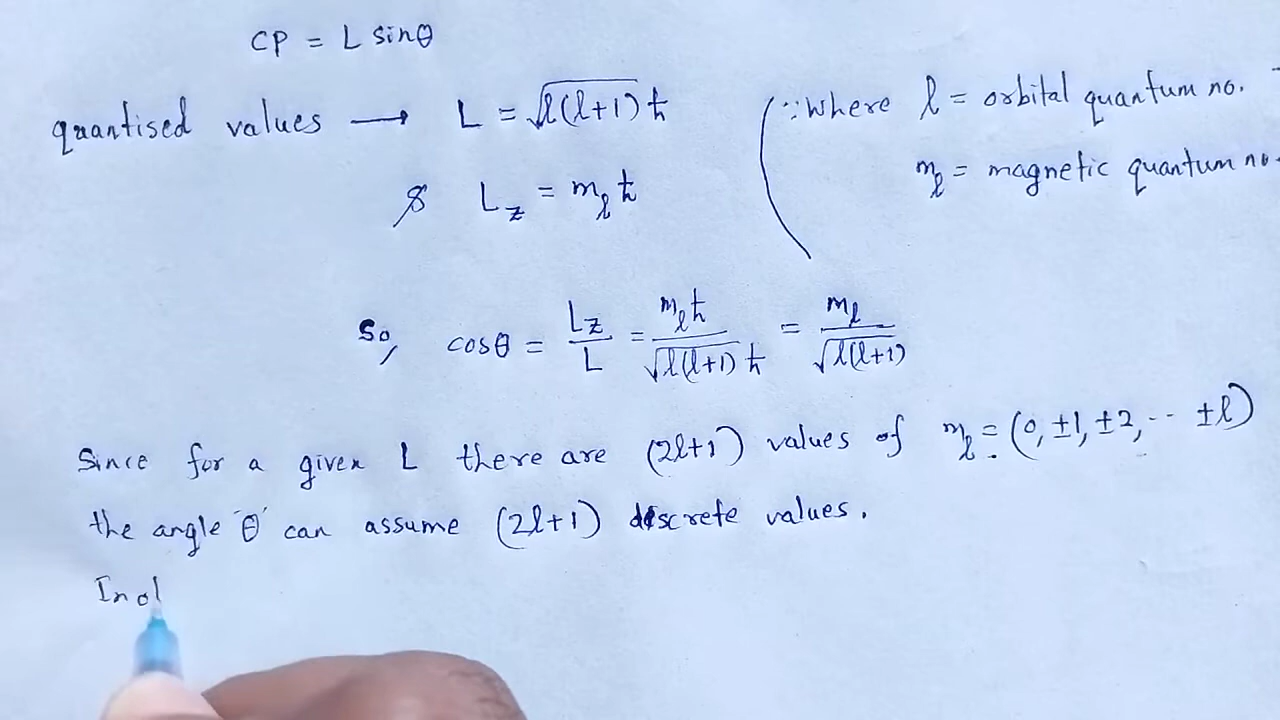 CP = L sinθ
quantised values → L = √l(l+1) ħ
& L_z = m_l ħ
(∵ where l = orbital quantum no.
m_l = magnetic quantum no.
So, cosθ = L_z/L = m_l ħ/√l(l+1) ħ = m_l/√l(l+1)
Since for a given L there are (2l+1) values of m_l = (0, ±1, ±2, ·· ±l)
the angle 'θ' can assume (2l+1) discrete values.
In